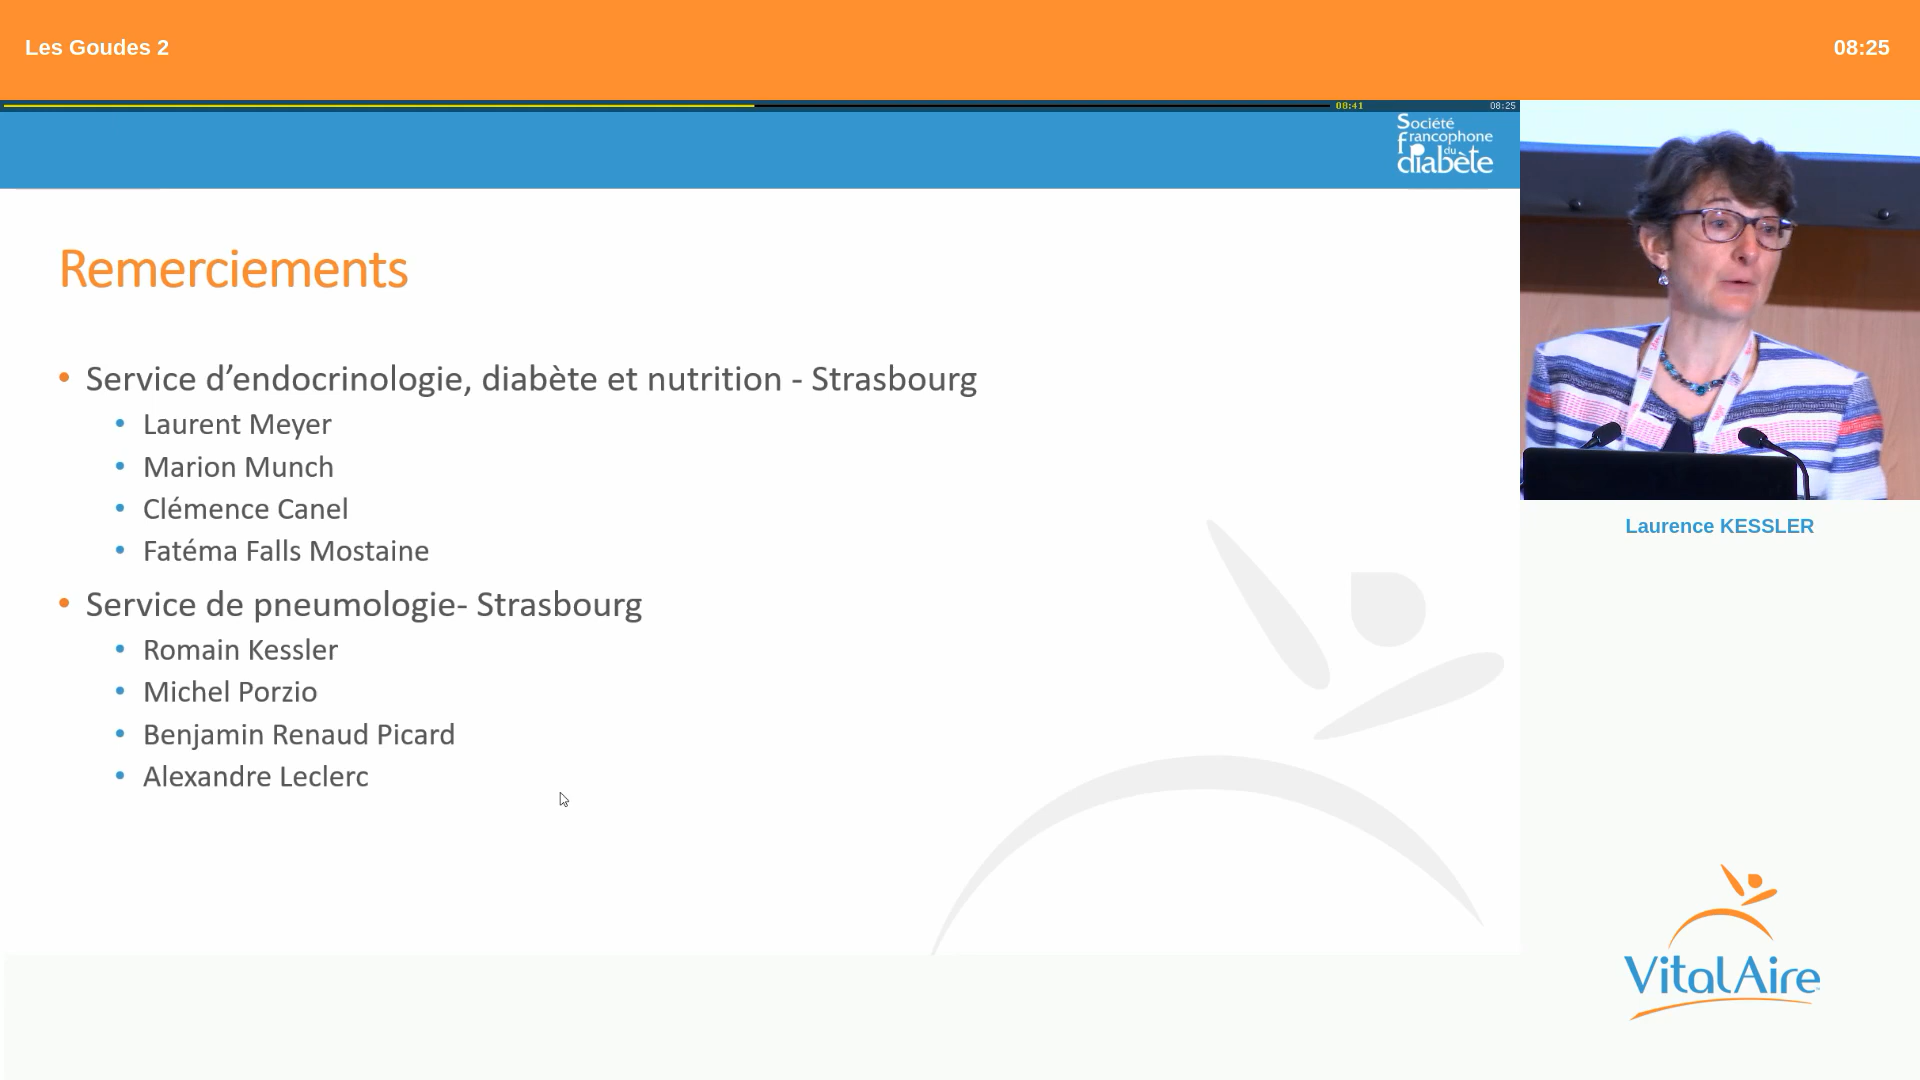 Les Goudes 2
08:25
08:41
08:25
Société
francophone
du
diabète
Remerciements
• Service d’endocrinologie, diabète et nutrition - Strasbourg
• Laurent Meyer
• Marion Munch
• Clémence Canel
• Fatéma Falls Mostaine
• Service de pneumologie- Strasbourg
• Romain Kessler
• Michel Porzio
• Benjamin Renaud Picard
• Alexandre Leclerc
Laurence KESSLER
VitalAire